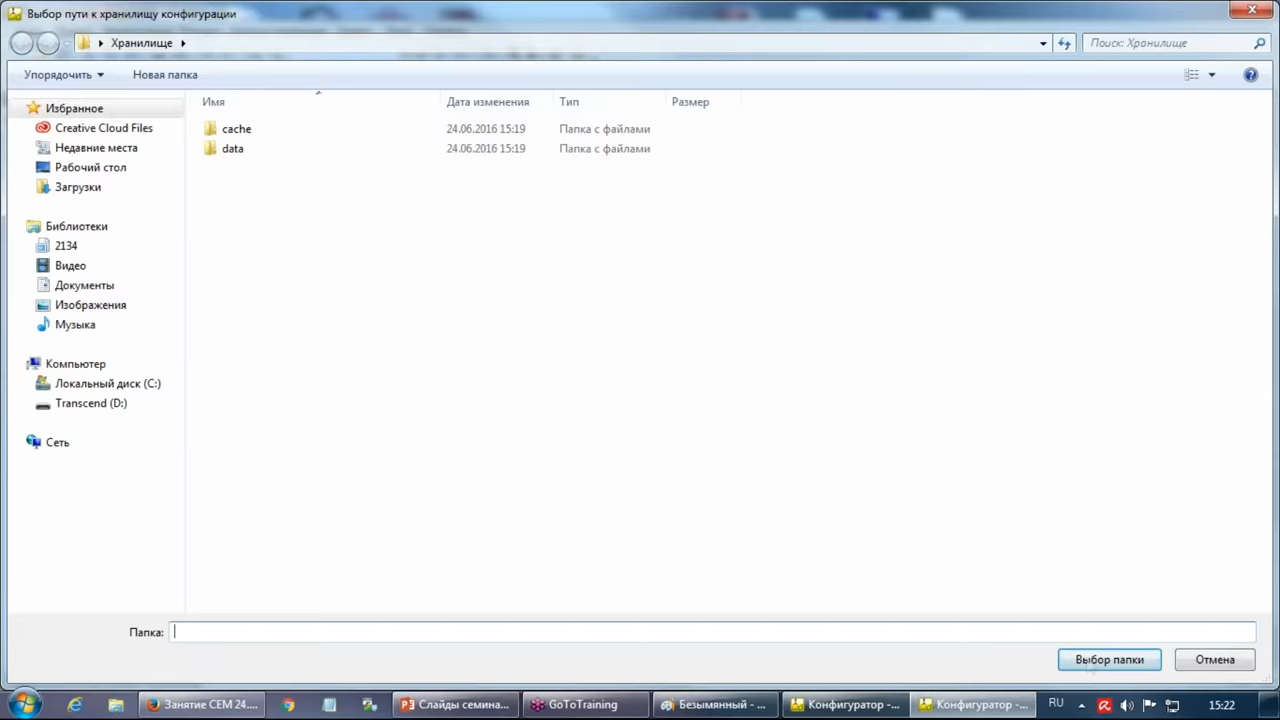 Выбор пути к хранилищу конфигурации
Хранилище
Поиск: Хранилище
Упорядочить
Новая папка
Имя
Дата изменения
Тип
Размер
Избранное
Creative Cloud Files
Недавние места
Рабочий стол
Загрузки
Библиотеки
2134
Видео
Документы
Изображения
Музыка
Компьютер
Локальный диск (C:)
Transcend (D:)
Сеть
cache 24.06.2016 15:19 Папка с файлами
data 24.06.2016 15:19 Папка с файлами
Папка:
Выбор папки
Отмена
Занятие СЕМ 24....
Слайды семина...
GoToTraining
Безымянный - ...
Конфигуратор -...
Конфигуратор -...
RU
15:22